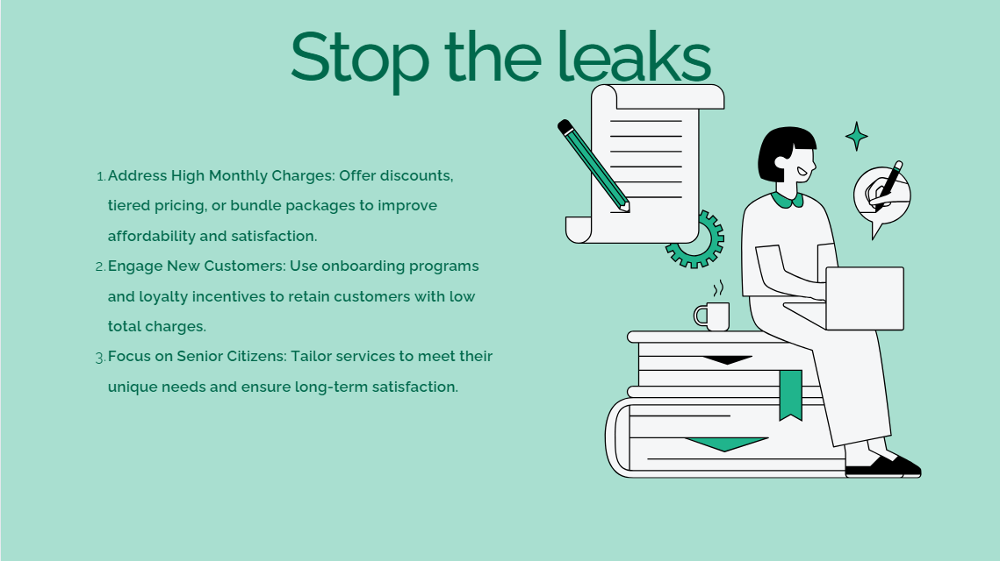 Stop the leaks
1. Address High Monthly Charges: Offer discounts,
tiered pricing, or bundle packages to improve
affordability and satisfaction.
2. Engage New Customers: Use onboarding programs
and loyalty incentives to retain customers with low
total charges.
3. Focus on Senior Citizens: Tailor services to meet their
unique needs and ensure long-term satisfaction.